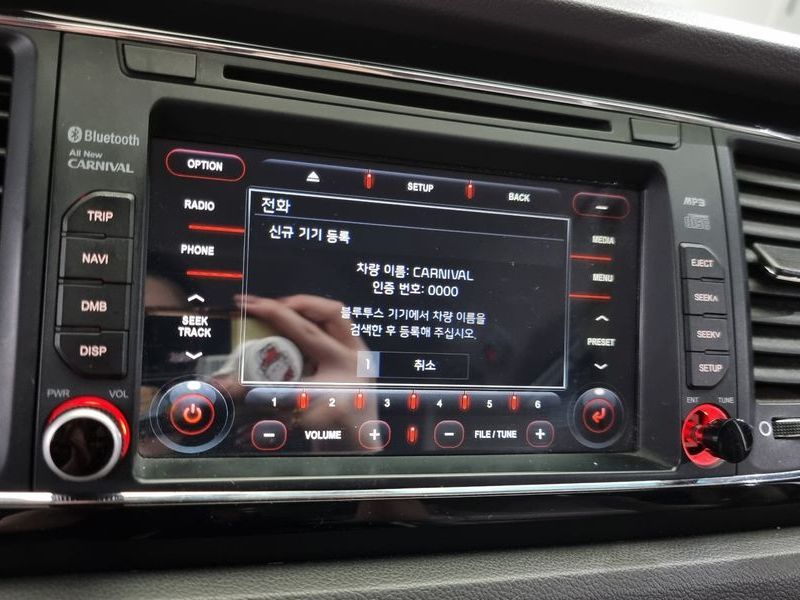 Bluetooth
All New
CARNIVAL
TRIP
NAVI
DMB
DISP
PWR
VOL
OPTION
SETUP
BACK
RADIO
PHONE
SEEK
TRACK
전화
신규 기기 등록
차량 이름: CARNIVAL
인증 번호: 0000
블루투스 기기에서 차량 이름을
검색한 후 등록해 주십시오.
1 취소
MEDIA
MENU
PRESET
1 2 3 4 5 6
− VOLUME +
− FILE / TUNE +
MP3
EJECT
SEEK∧
SEEK∨
SETUP
ENT
TUNE